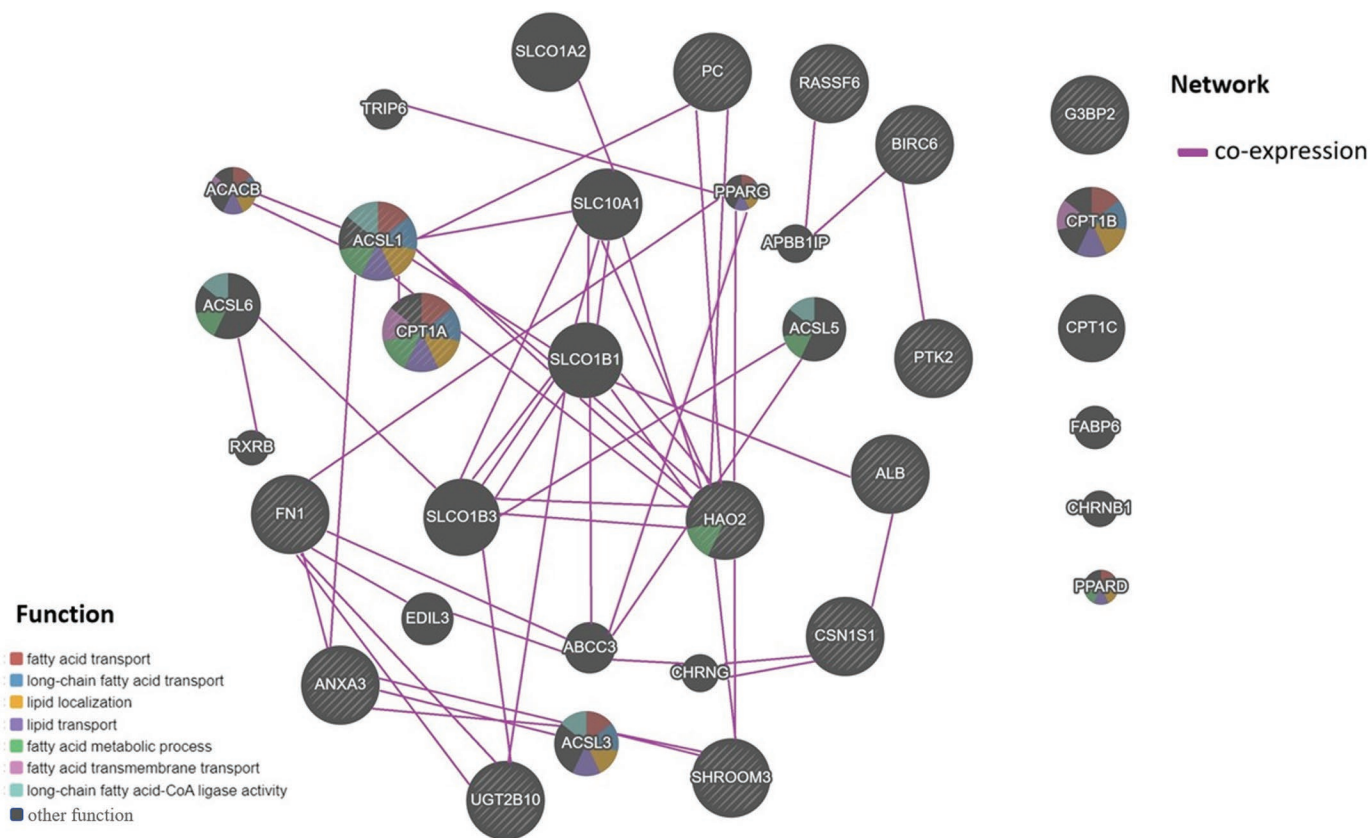 SLCO1A2
PC
RASSF6
TRIP6
BIRC6
G3BP2
Network
co-expression
ACACB
PPARG
SLC10A1
ACSL1
APBB1IP
CPT1B
ACSL6
CPT1A
ACSL5
CPT1C
SLCO1B1
PTK2
RXRB
FABP6
ALB
FN1
SLCO1B3
HAO2
CHRNB1
PPARD
EDIL3
ABCC3
CSN1S1
CHRNG
ANXA3
ACSL3
SHROOM3
UGT2B10
Function
fatty acid transport
long-chain fatty acid transport
lipid localization
lipid transport
fatty acid metabolic process
fatty acid transmembrane transport
long-chain fatty acid-CoA ligase activity
other function